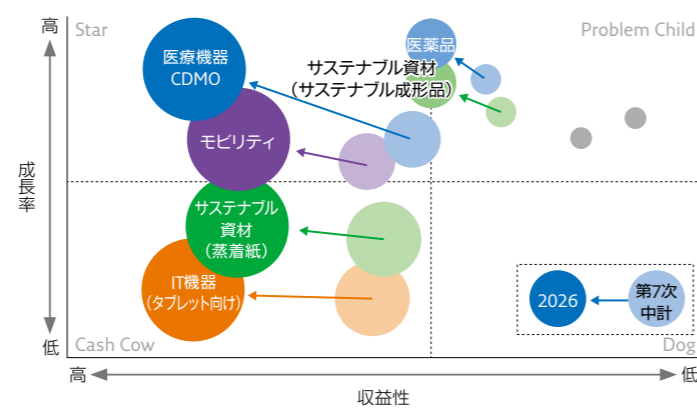 高
Star
Problem Child
医療機器
CDMO
医薬品
サステナブル資材
（サステナブル成形品）
モビリティ
成長率
サステナブル
資材
（蒸着紙）
IT機器
（タブレット向け）
2026
第7次
中計
低
Cash Cow
Dog
高
低
収益性